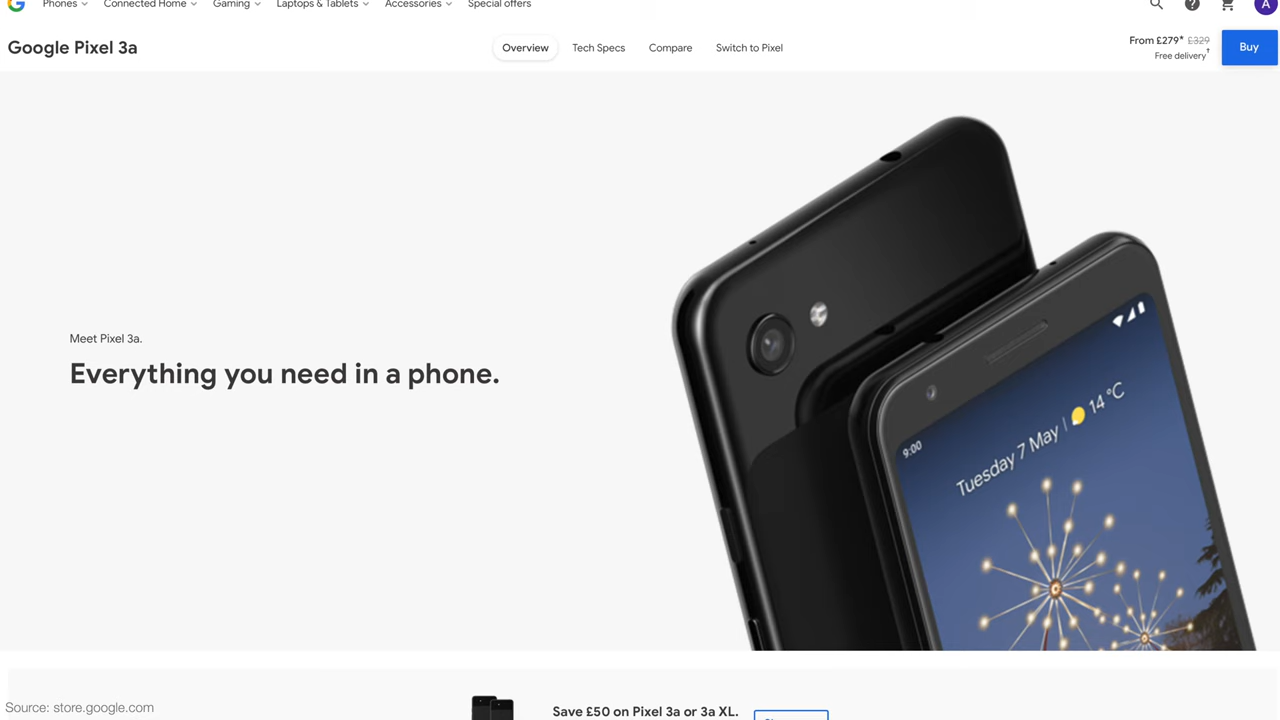 Phones Connected Home Gaming Laptops & Tablets Accessories Special offers
A
Google Pixel 3a
Overview Tech Specs Compare Switch to Pixel
From £279* £329
Free delivery†
Buy
Meet Pixel 3a.
Everything you need in a phone.
9:00
Tuesday 7 May | 14 °C
Save £50 on Pixel 3a or 3a XL.
Source: store.google.com